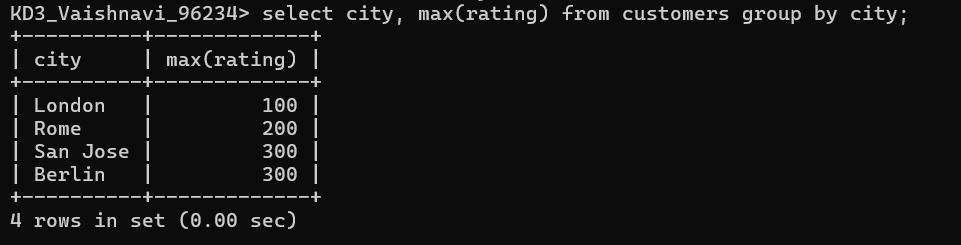 KD3_Vaishnavi_96234> select city, max(rating) from customers group by city;
+----------+-------------+
| city     | max(rating) |
+----------+-------------+
| London   |         100 |
| Rome     |         200 |
| San Jose |         300 |
| Berlin   |         300 |
+----------+-------------+
4 rows in set (0.00 sec)